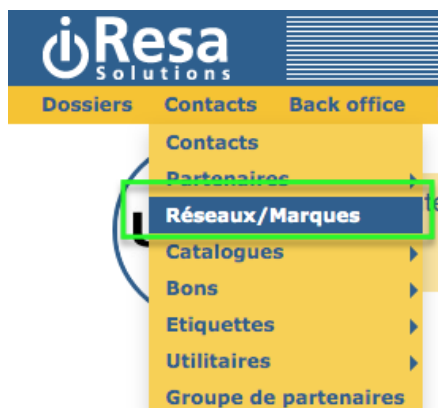 iResa
Solutions
Dossiers Contacts Back office
Contacts
Partenaires
Réseaux/Marques
Catalogues
Bons
Etiquettes
Utilitaires
Groupe de partenaires